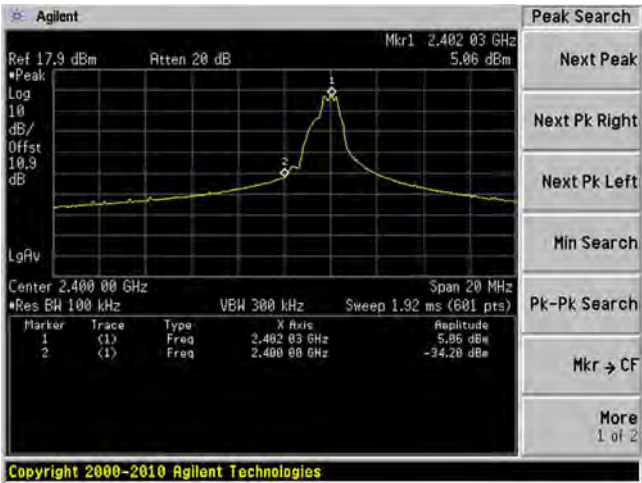 Agilent
Peak Search
Mkr1 2.402 03 GHz
Ref 17.9 dBm Atten 20 dB 5.06 dBm
Next Peak
#Peak
Log
10
dB/
Offst
10.9
dB
1
2
Next Pk Right
Next Pk Left
LgAv
Min Search
Center 2.400 00 GHz Span 20 MHz
#Res BW 100 kHz VBW 300 kHz Sweep 1.92 ms (601 pts)
Pk-Pk Search
Marker Trace Type X Axis Amplitude
1 (1) Freq 2.402 03 GHz 5.06 dBm
2 (1) Freq 2.400 00 GHz -34.20 dBm
Mkr → CF
More
1 of 2
Copyright 2000-2010 Agilent Technologies